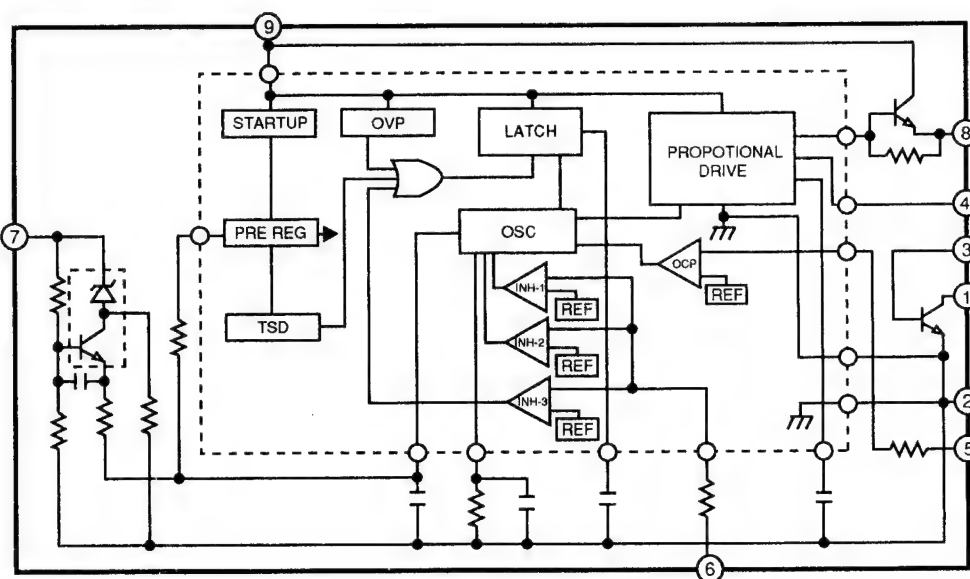 9
STARTUP
OVP
LATCH
PROPOTIONAL
DRIVE
8
4
7
PRE REG
OSC
OCP
REF
3
INH-1
REF
1
TSD
INH-2
REF
INH-3
REF
2
5
6